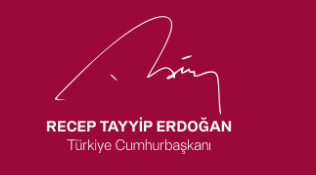 RECEP TAYYİP ERDOĞAN
Türkiye Cumhurbaşkanı